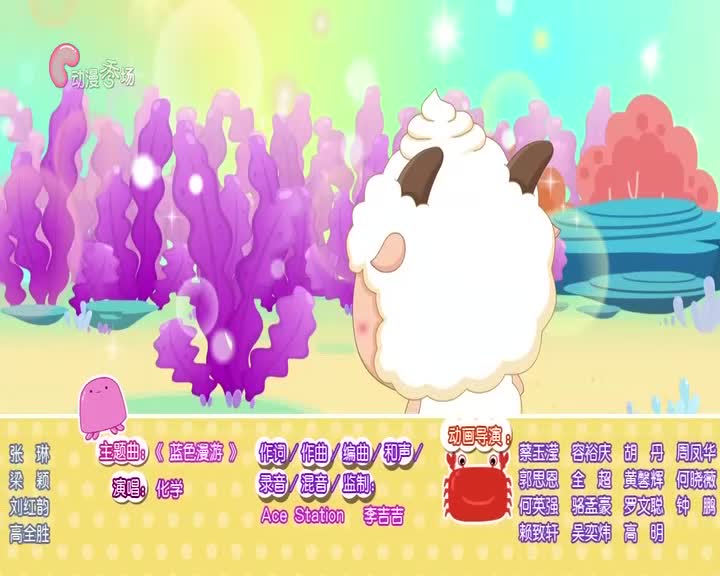 动漫秀场
张 琳
梁 颖
刘红韵
高全胜
主题曲：《 蓝色漫游 》
演唱： 化学
作词/作曲/编曲/和声/
录音/混音/监制：
Ace Station 李吉吉
动画导演：
蔡玉滢 容裕庆 胡 丹 周凤华
郭思恩 全 超 黄磬辉 何晓薇
何英强 骆孟豪 罗文聪 钟 鹏
赖致轩 吴奕炜 高 明